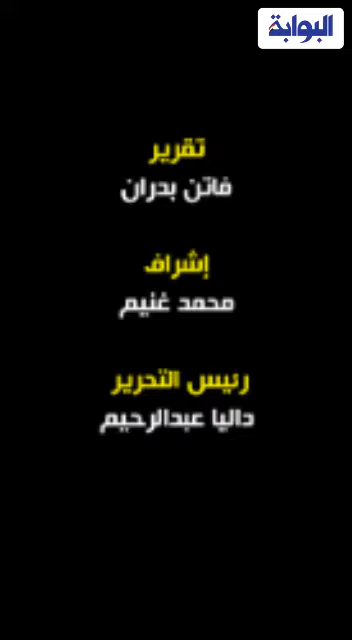 البوابة
تقرير
فاتن بدران
إشراف
محمد غنيم
رئيس التحرير
داليا عبدالرحيم